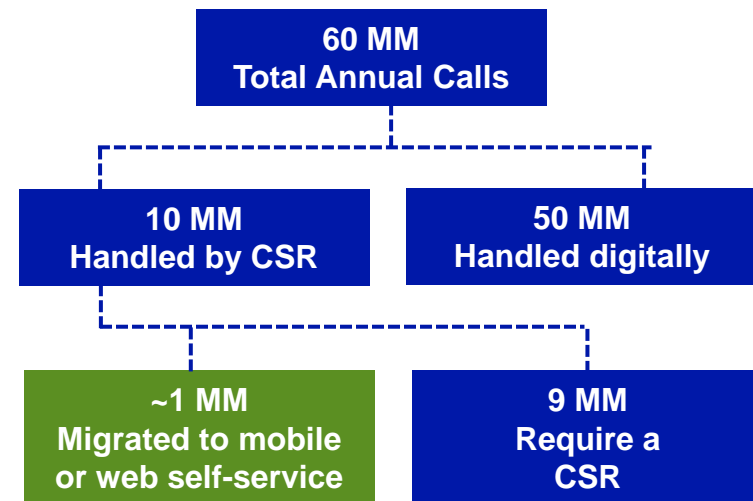 60 MM
Total Annual Calls
10 MM
Handled by CSR
50 MM
Handled digitally
~1 MM
Migrated to mobile
or web self-service
9 MM
Require a
CSR